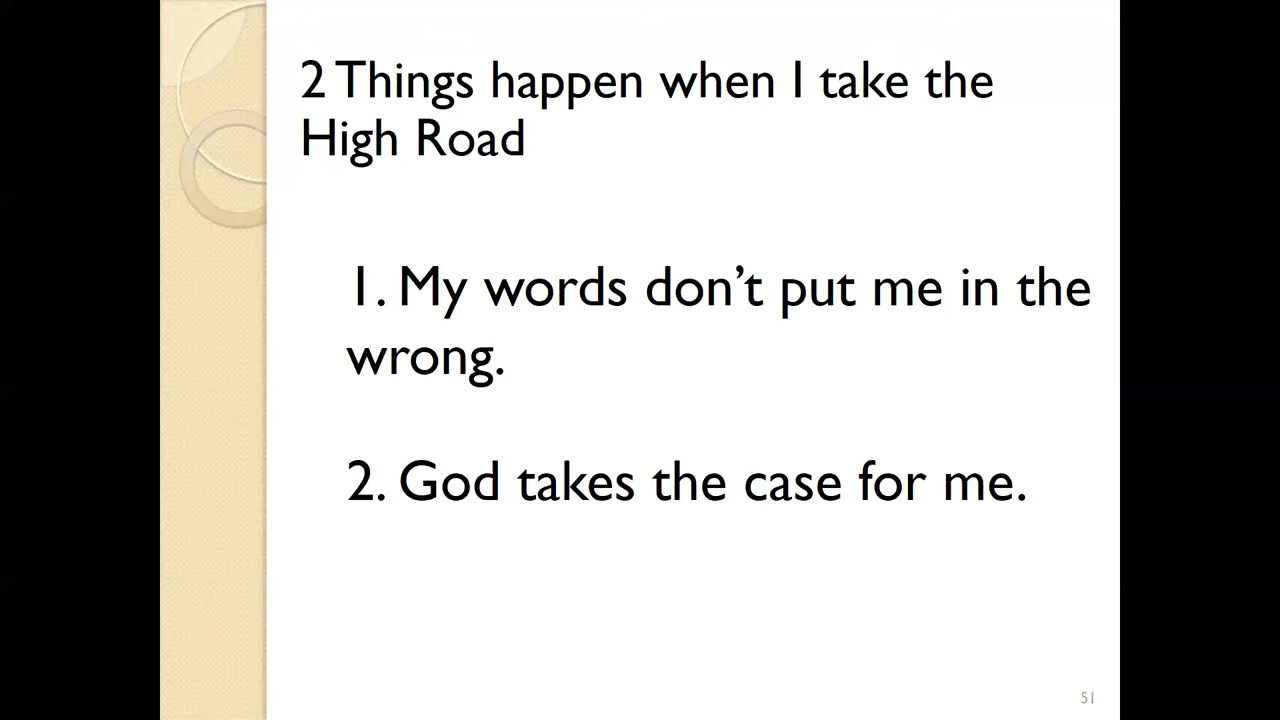 2 Things happen when I take the
High Road
1. My words don’t put me in the
wrong.
2. God takes the case for me.
51